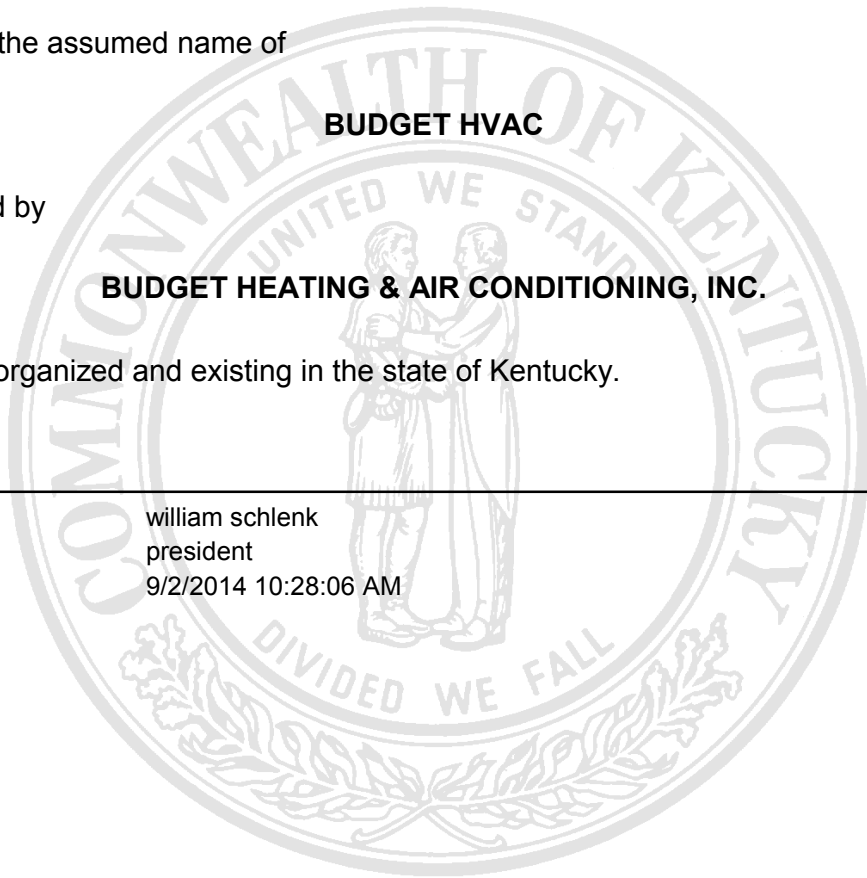 the assumed name of
BUDGET HVAC
d by
BUDGET HEATING & AIR CONDITIONING, INC.
organized and existing in the state of Kentucky.
william schlenk
president
9/2/2014 10:28:06 AM
COMMONWEALTH OF KENTUCKY
UNITED WE STAND
DIVIDED WE FALL